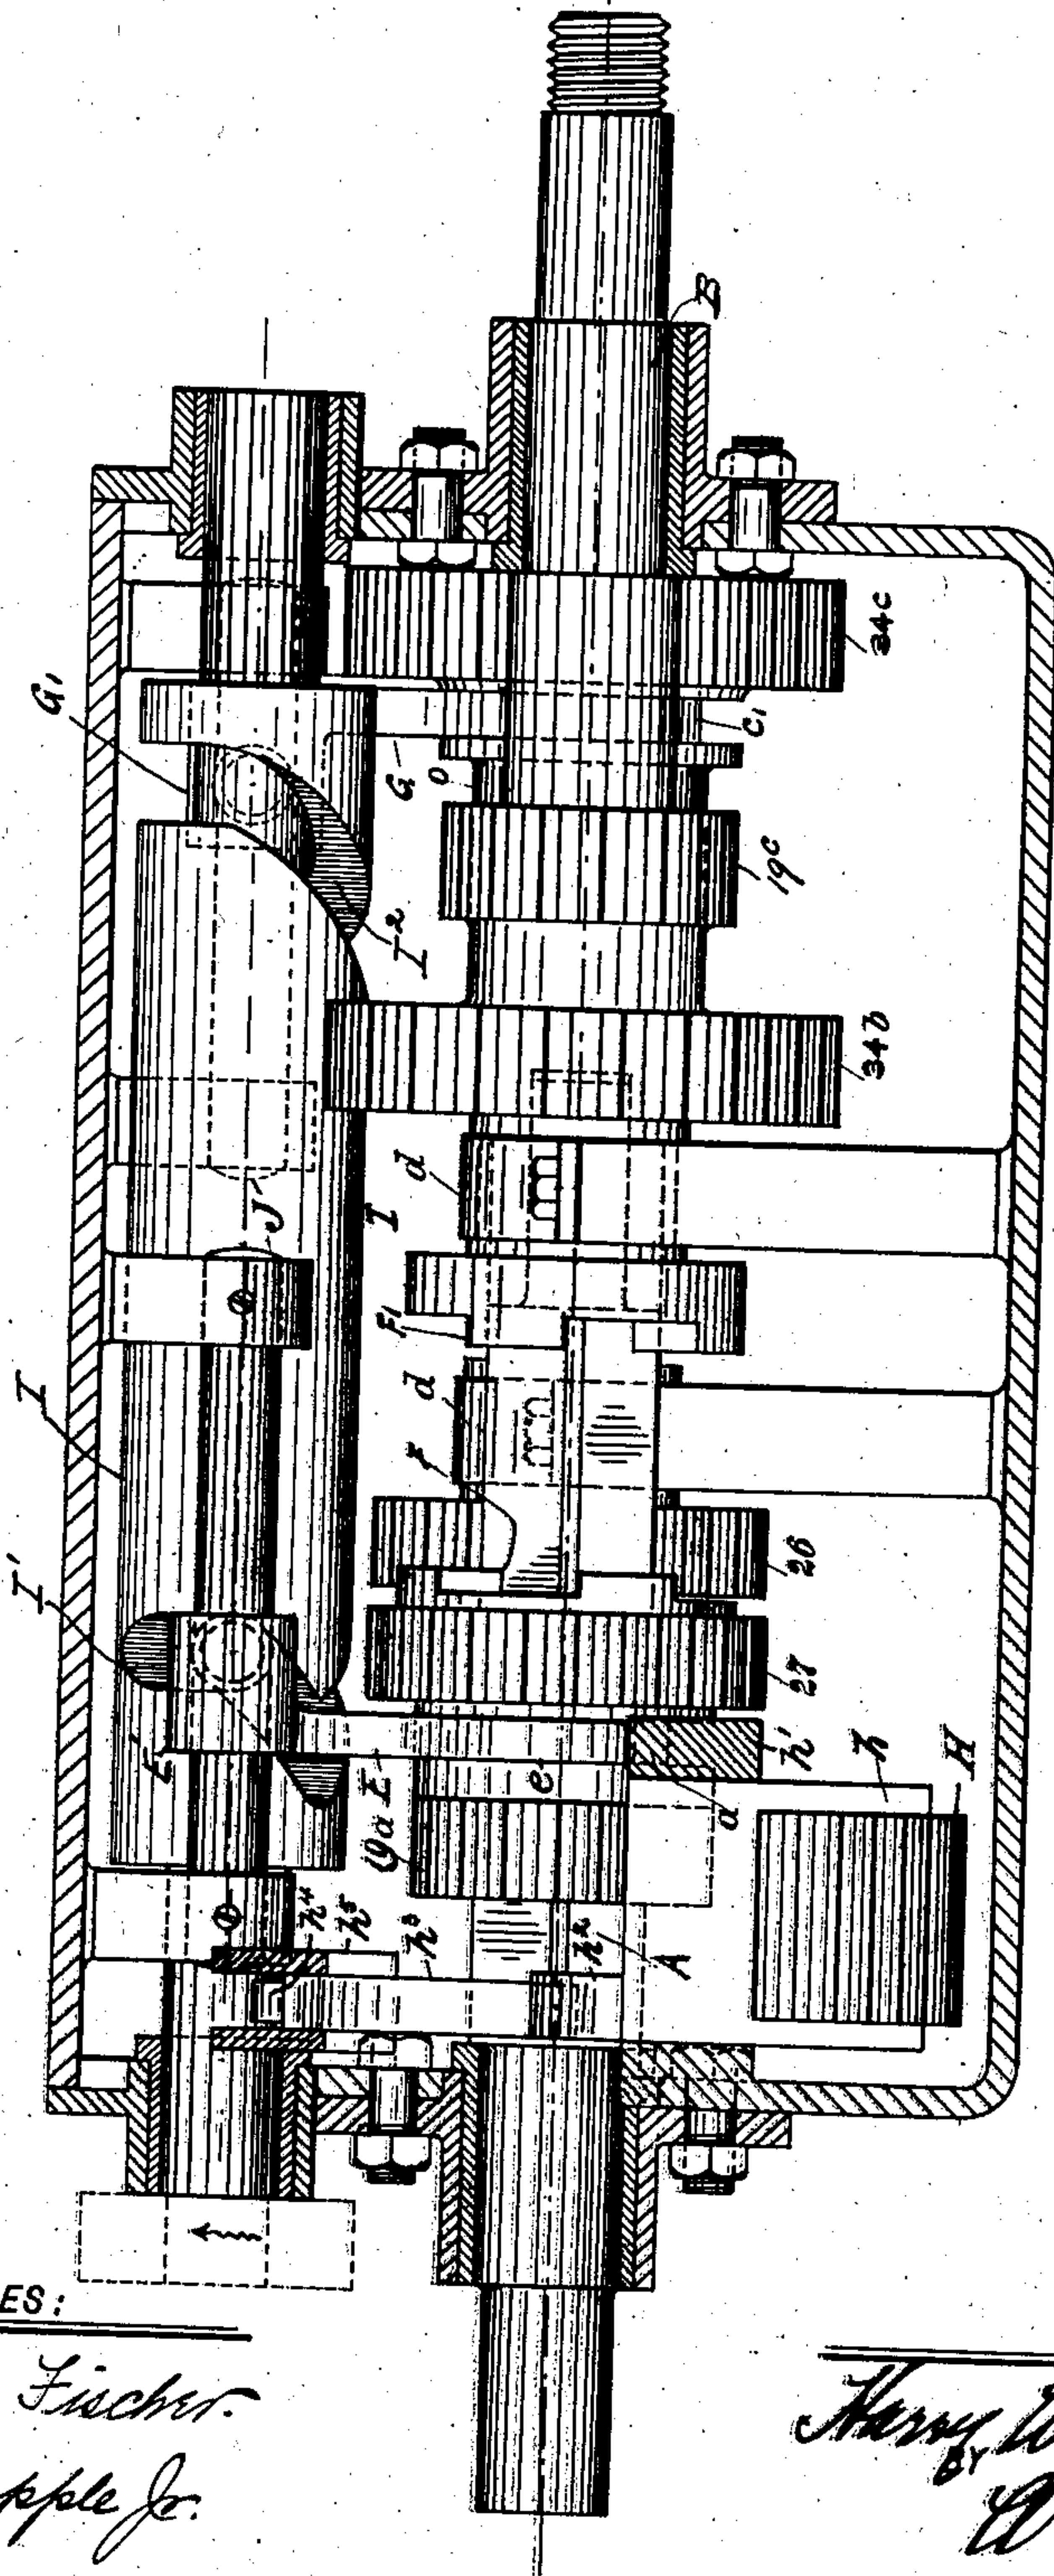 G1
B
34c
C1
G
O
19c
I2
34b
d
J
I
F1
I
d
f
I'
26
27
E'
E
h'
e
a
h
19a
H
h4
h5
h3
h2
A
ES:
Fischer.
pple Jr.
Harry
BY